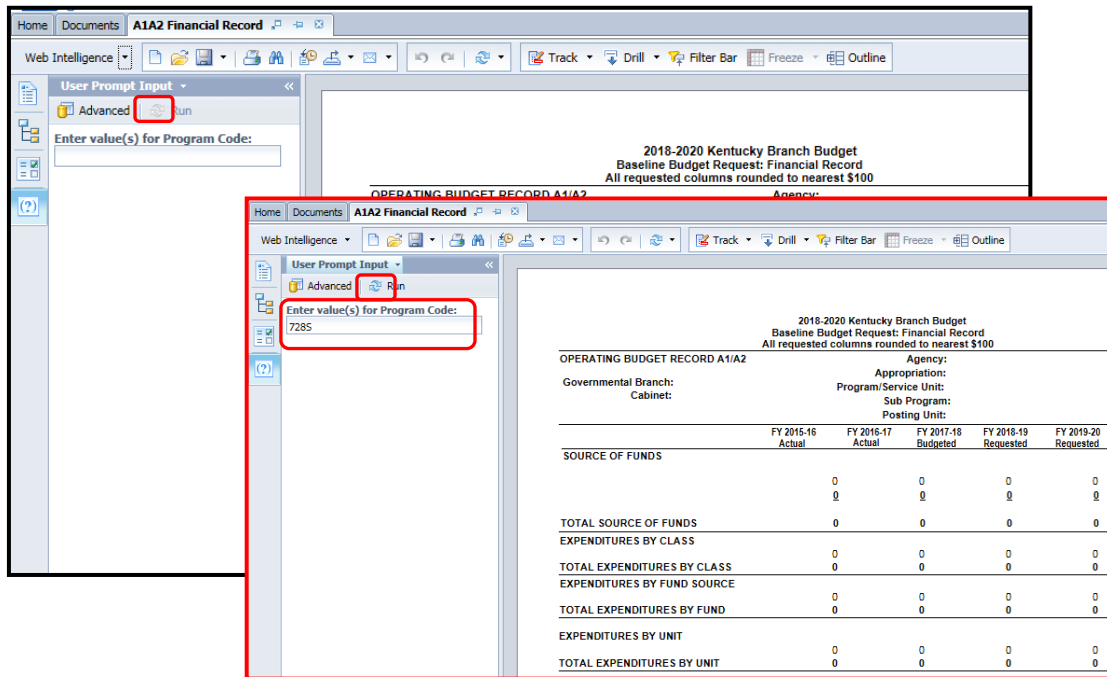 Home Documents A1A2 Financial Record
Web Intelligence Track Drill Filter Bar Freeze Outline
User Prompt Input
Advanced Run
Enter value(s) for Program Code:
2018-2020 Kentucky Branch Budget
Baseline Budget Request: Financial Record
All requested columns rounded to nearest $100
OPERATING BUDGET RECORD A1/A2 Agency:
Home Documents A1A2 Financial Record
Web Intelligence Track Drill Filter Bar Freeze Outline
User Prompt Input
Advanced Run
Enter value(s) for Program Code:
728S
2018-2020 Kentucky Branch Budget
Baseline Budget Request: Financial Record
All requested columns rounded to nearest $100
OPERATING BUDGET RECORD A1/A2 Agency:
Appropriation:
Governmental Branch: Program/Service Unit:
Cabinet: Sub Program:
Posting Unit:
FY 2015-16 FY 2016-17 FY 2017-18 FY 2018-19 FY 2019-20
Actual Actual Budgeted Requested Requested
SOURCE OF FUNDS
0 0 0 0
0 0 0 0
TOTAL SOURCE OF FUNDS 0 0 0 0
EXPENDITURES BY CLASS
0 0 0 0
TOTAL EXPENDITURES BY CLASS 0 0 0 0
EXPENDITURES BY FUND SOURCE
0 0 0 0
TOTAL EXPENDITURES BY FUND 0 0 0 0
EXPENDITURES BY UNIT
0 0 0 0
TOTAL EXPENDITURES BY UNIT 0 0 0 0